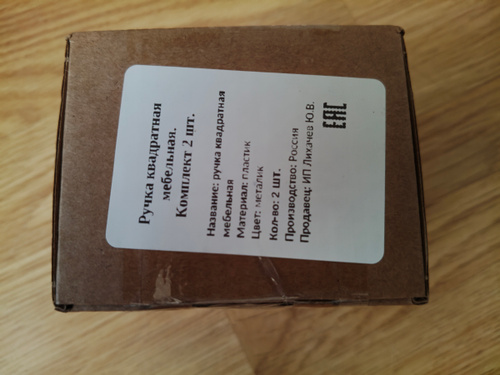 Ручка квадратная
мебельная.
Комплект 2 шт.
Название: ручка квадратная
мебельная
Материал: пластик
Цвет: металик
Кол-во: 2 шт.
Производство: Россия
Продавец: ИП Лихачев Ю.В.
EAC